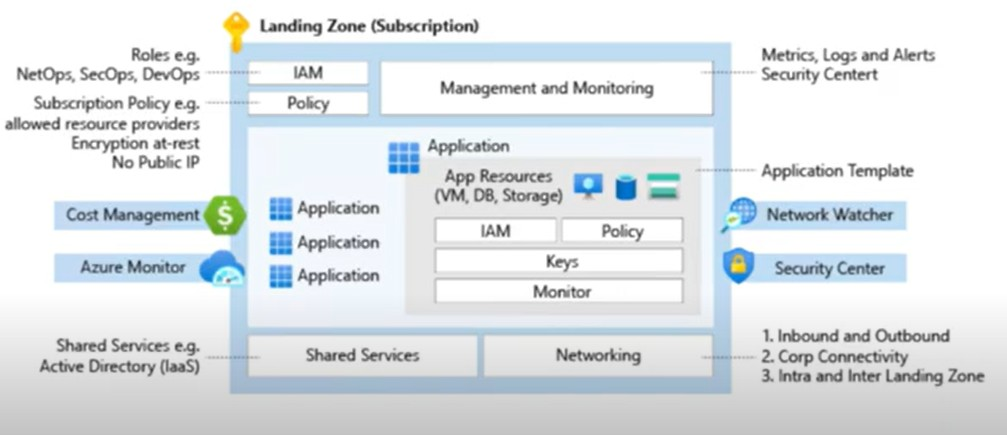 Landing Zone (Subscription)
Roles e.g.
NetOps, SecOps, DevOps
IAM
Policy
Management and Monitoring
Metrics, Logs and Alerts
Security Centert
Subscription Policy e.g.
allowed resource providers
Encryption at-rest
No Public IP
Application
App Resources
(VM, DB, Storage)
Application Template
Cost Management
Azure Monitor
Application
Application
Application
IAM
Policy
Keys
Monitor
Network Watcher
Security Center
Shared Services e.g.
Active Directory (IaaS)
Shared Services
Networking
1. Inbound and Outbound
2. Corp Connectivity
3. Intra and Inter Landing Zone